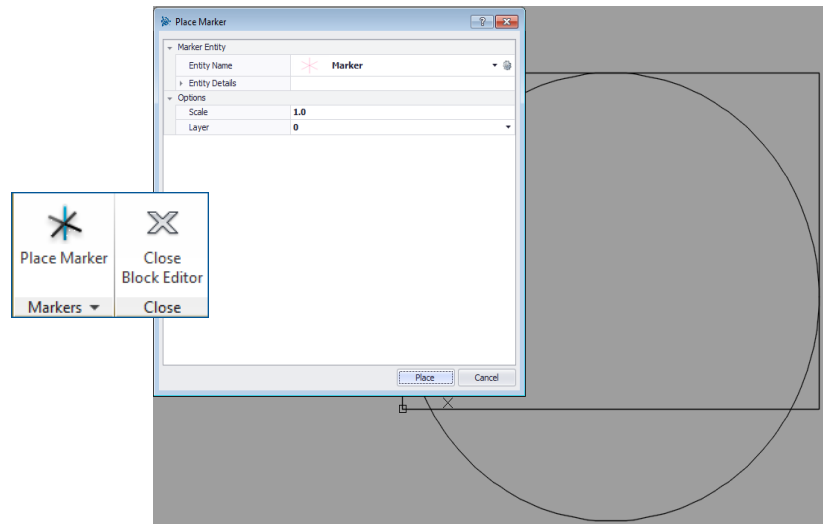 Place Marker
Marker Entity
Entity Name Marker
Entity Details
Options
Scale 1.0
Layer 0
Place Cancel
Place Marker
Close
Block Editor
Markers
Close